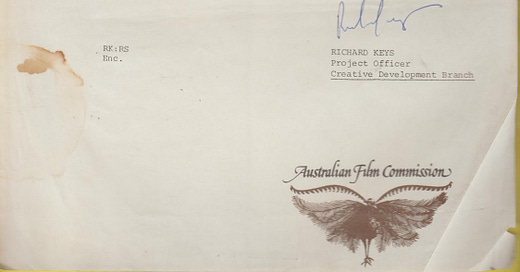 RK:RS
Enc.
RICHARD KEYS
Project Officer
Creative Development Branch
Australian Film Commission